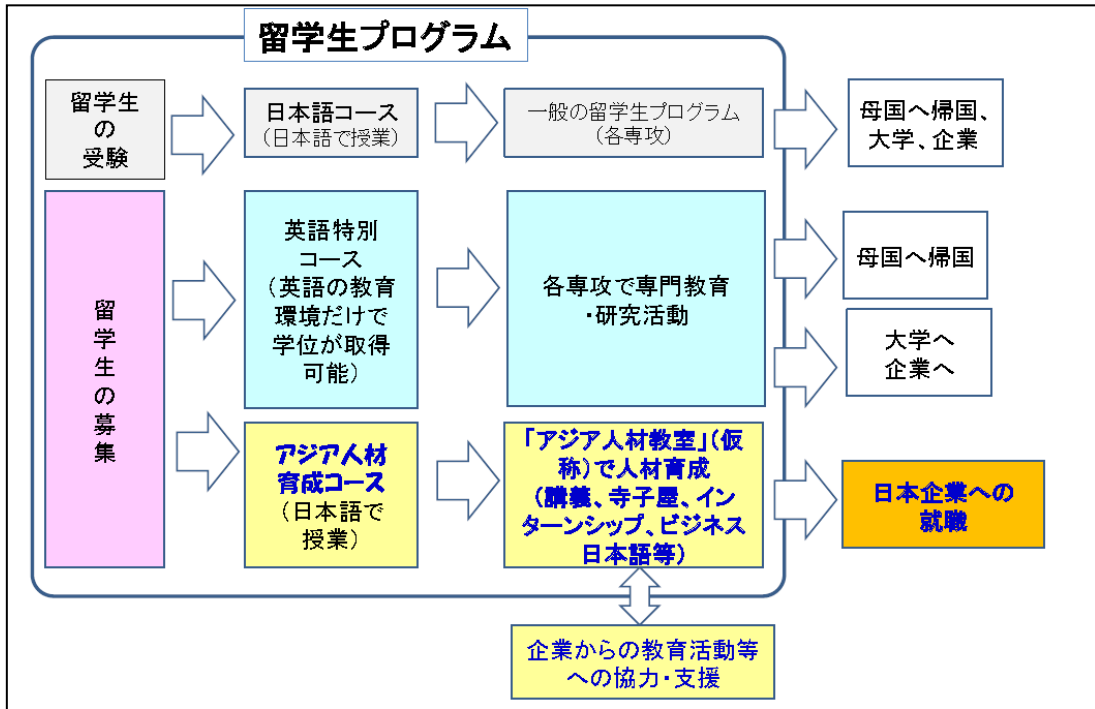 留学生プログラム
留学生
の
受験
日本語コース
(日本語で授業)
一般の留学生プログラム
(各専攻)
母国へ帰国、
大学、企業
留
学
生
の
募
集
英語特別
コース
(英語の教育
環境だけで
学位が取得
可能)
各専攻で専門教育
・研究活動
母国へ帰国
大学へ
企業へ
アジア人材
育成コース
(日本語で
授業)
「アジア人材教室」(仮
称)で人材育成
(講義、寺子屋、イン
ターンシップ、ビジネス
日本語等)
日本企業への
就職
企業からの教育活動等
への協力・支援